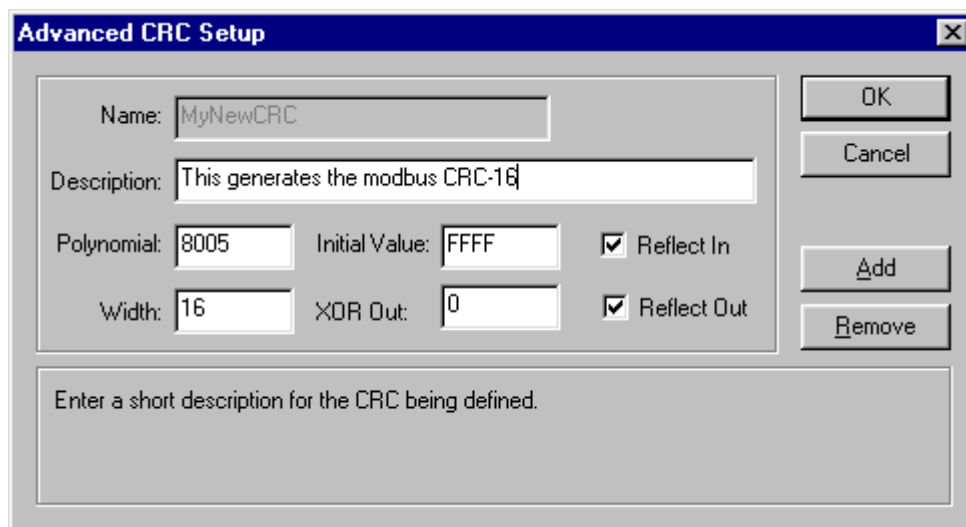 Advanced CRC Setup
Name: MyNewCRC
OK
Cancel
Description: This generates the modbus CRC-16
Polynomial: 8005 Initial Value: FFFF Reflect In
Add
Width: 16 XOR Out: 0 Reflect Out
Remove
Enter a short description for the CRC being defined.